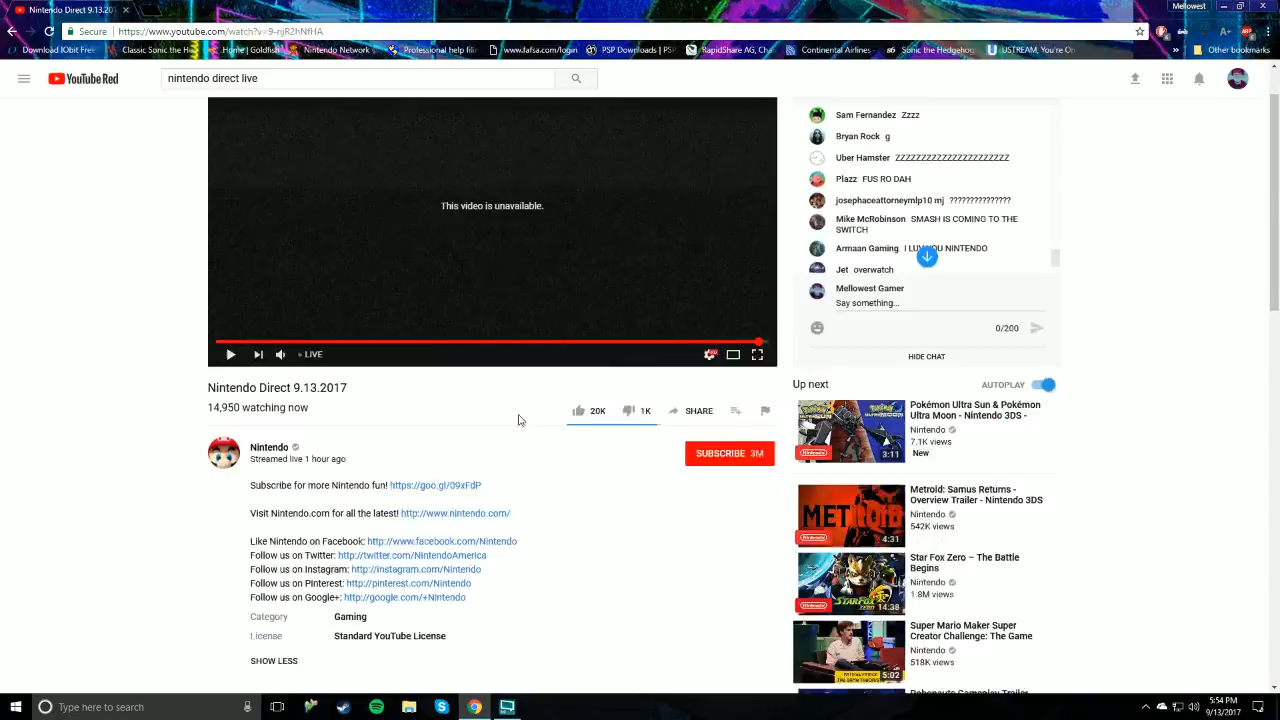 Nintendo Direct 9.13.20
Mellowest
Secure
https://www.youtube.com/watch?v=9-njR2hNfHA
Download IObit Free
Classic Sonic the He
Home | Goldfish
Nintendo Network
Professional help fili
www.fafsa.com/login
PSP Downloads | PSP
RapidShare AG, Cha
Continental Airlines -
Sonic the Hedgehog
USTREAM, You're On
Other bookmarks
YouTube Red
nintendo direct live
This video is unavailable.
LIVE
Nintendo Direct 9.13.2017
14,950 watching now
20K
1K
SHARE
Nintendo
Streamed live 1 hour ago
SUBSCRIBE 3M
Subscribe for more Nintendo fun! https://goo.gl/09xFdP
Visit Nintendo.com for all the latest! http://www.nintendo.com/
Like Nintendo on Facebook: http://www.facebook.com/Nintendo
Follow us on Twitter: http://twitter.com/NintendoAmerica
Follow us on Instagram: http://instagram.com/Nintendo
Follow us on Pinterest: http://pinterest.com/Nintendo
Follow us on Google+: http://google.com/+Nintendo
Category Gaming
License Standard YouTube License
SHOW LESS
Sam Fernandez Zzzz
Bryan Rock g
Uber Hamster ZZZZZZZZZZZZZZZZZZZZZZ
Plazz FUS RO DAH
josephaceattorneymlp10 mj ???????????????
Mike McRobinson SMASH IS COMING TO THE
SWITCH
Armaan Gaming I LUV YOU NINTENDO
Jet overwatch
Mellowest Gamer
Say something...
0/200
HIDE CHAT
Up next
AUTOPLAY
Pokémon Ultra Sun & Pokémon
Ultra Moon - Nintendo 3DS -
Nintendo
7.1K views
New
3:11
Metroid: Samus Returns -
Overview Trailer - Nintendo 3DS
Nintendo
542K views
4:31
Star Fox Zero – The Battle
Begins
Nintendo
1.8M views
14:38
Super Mario Maker Super
Creator Challenge: The Game
Nintendo
518K views
5:02
Type here to search
5:54 PM
9/13/2017